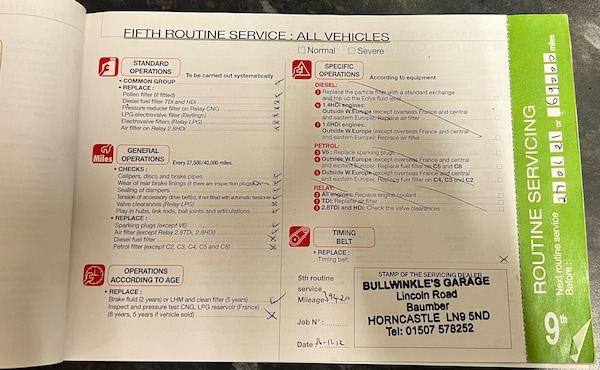 FIFTH ROUTINE SERVICE : ALL VEHICLES
Normal Severe
STANDARD OPERATIONS
To be carried out systematically
• COMMON GROUP
• REPLACE :
Pollen filter (if fitted)
Diesel fuel filter TDi and HDi
Pressure reducer filter on Relay CNG
LPG electrovalve filter (Berlingo)
Electrovalve filters (Relay LPG)
Air filter on Relay 2.8HDi
Miles
GENERAL OPERATIONS
Every 37,500/40,000 miles.
• CHECKS :
Calipers, discs and brake pipes
Wear of rear brake linings (if there are inspection plugs)
Sealing of dampers
Tension of accessory drive belt(s), if not fitted with automatic tensioner
Valve clearances (Relay LPG)
Play in hubs, link rods, ball joints and articulations
• REPLACE :
Sparking plugs (except V6)
Air filter (except Relay 2.8TDi, 2.8HDi)
Diesel fuel filter
Petrol filter (except C2, C3, C4, C5 and C8)
OPERATIONS ACCORDING TO AGE
• REPLACE :
Brake fluid (2 years) or LHM and clean filter (5 years)
Inspect and pressure test CNG, LPG reservoir (France)
(8 years, 5 years if vehicle sold)
SPECIFIC OPERATIONS
According to equipment
DIESEL:
Replace the particle filter with a standard exchange
and top up the Eolys fluid level.
1.4HDi engines:
Outside W.Europe (except overseas France and central
and eastern Europe): Replace air filter
1.6HDi engines:
Outside W.Europe (except overseas France and central
and eastern Europe): Replace air filter
PETROL:
V6 : Replace sparking plugs
Outside W.Europe (except overseas France and central
and eastern Europe): Replace fuel filter on C5 and C8
Outside W.Europe (except overseas France and central
and eastern Europe): Replace fuel filter on C4, C3 and C2
RELAY:
All engines: Replace engine coolant
TDi: Replace air filter
2.8TDi and HDi: Check the valve clearances
TIMING BELT
• REPLACE :
Timing belt
5th routine
service
Mileage 39420
Job N° :
Date
STAMP OF THE SERVICING DEALER
BULLWINKLE'S GARAGE
Lincoln Road
Baumber
HORNCASTLE LN9 5ND
Tel: 01507 578252
ROUTINE SERVICING
9th
Next routine service
Before :
or
miles